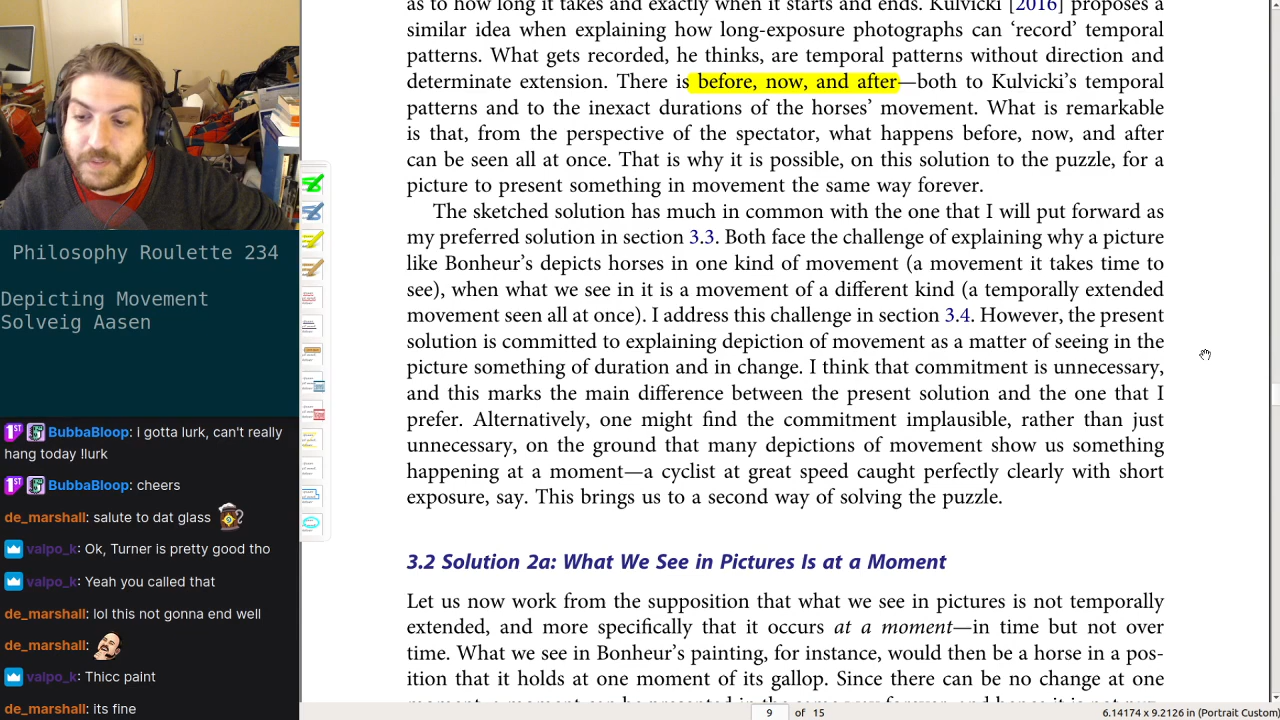 as to how long it takes and exactly when it starts and ends. Kulvicki [2016] proposes a
similar idea when explaining how long-exposure photographs can ‘record’ temporal
patterns. What gets recorded, he thinks, are temporal patterns without direction and
determinate extension. There is before, now, and after—both to Kulvicki’s temporal
patterns and to the inexact durations of the horses’ movement. What is remarkable
is that, from the perspective of the spectator, what happens before, now, and after
can be seen all at once. That is why it is possible, on this solution to the puzzle, for a
picture to present something in movement the same way forever.
The sketched solution has much in common with the one that I will put forward as
my preferred solution in section 3.3. Both face the challenge of explaining why a picture
like Bonheur’s depicts horses in one kind of movement (a movement it takes time to
see), when what we see in it is a movement of a different kind (a temporally extended
movement seen all at once). I address this challenge in section 3.4. However, the present
solution is committed to explaining depiction of movement as a matter of seeing in the
picture something of duration and in change. I think that commitment is unnecessary,
and this marks the main difference between the present solution and the one that I
prefer. Alternatively, one might find the commitment implausible rather than just
unnecessary, on the ground that many depictions of movement show us something
happening at a moment—a cyclist at great speed caught perfectly clearly with short
exposure, say. This brings us to a second way of solving the puzzle.
3.2 Solution 2a: What We See in Pictures Is at a Moment
Let us now work from the supposition that what we see in pictures is not temporally
extended, and more specifically that it occurs at a moment—in time but not over
time. What we see in Bonheur’s painting, for instance, would then be a horse in a pos-
ition that it holds at one moment of its gallop. Since there can be no change at one
Philosophy Roulette 234
Depicting Movement
Solveig Aasen
BubbaBloop: I gotta lurk, can't really
hang today !lurk
BubbaBloop: cheers
de_marshall: salute to dat glass
valpo_k: Ok, Turner is pretty good tho
valpo_k: Yeah you called that
de_marshall: lol this not gonna end well
de_marshall:
valpo_k: Thicc paint
de_marshall: its fine
9 of 15
6.14174 x 9.2126 in (Portrait Custom)